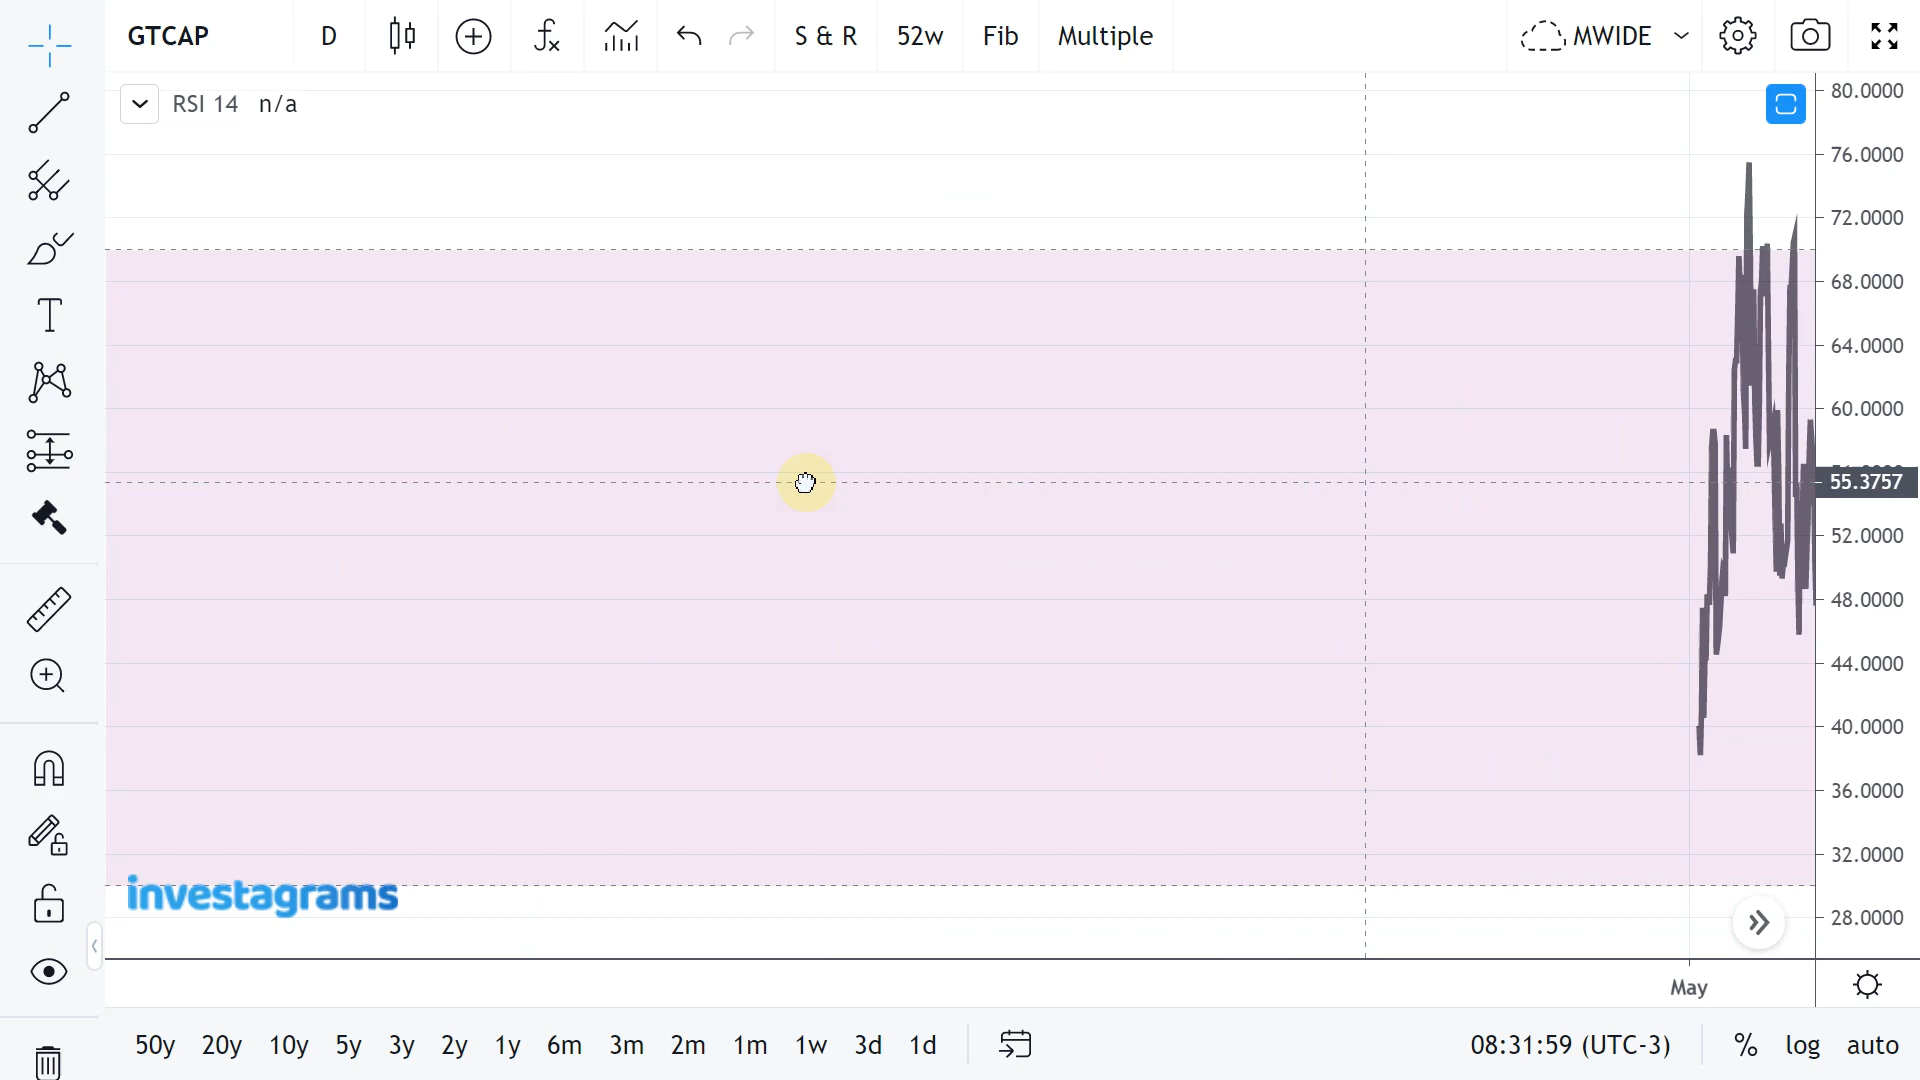 GTCAP D S & R 52w Fib Multiple MWIDE
RSI 14 n/a
80.0000
76.0000
72.0000
68.0000
64.0000
60.0000
55.3757
52.0000
48.0000
44.0000
40.0000
36.0000
32.0000
28.0000
investagrams
May
50y 20y 10y 5y 3y 2y 1y 6m 3m 2m 1m 1w 3d 1d 08:31:59 (UTC-3) % log auto